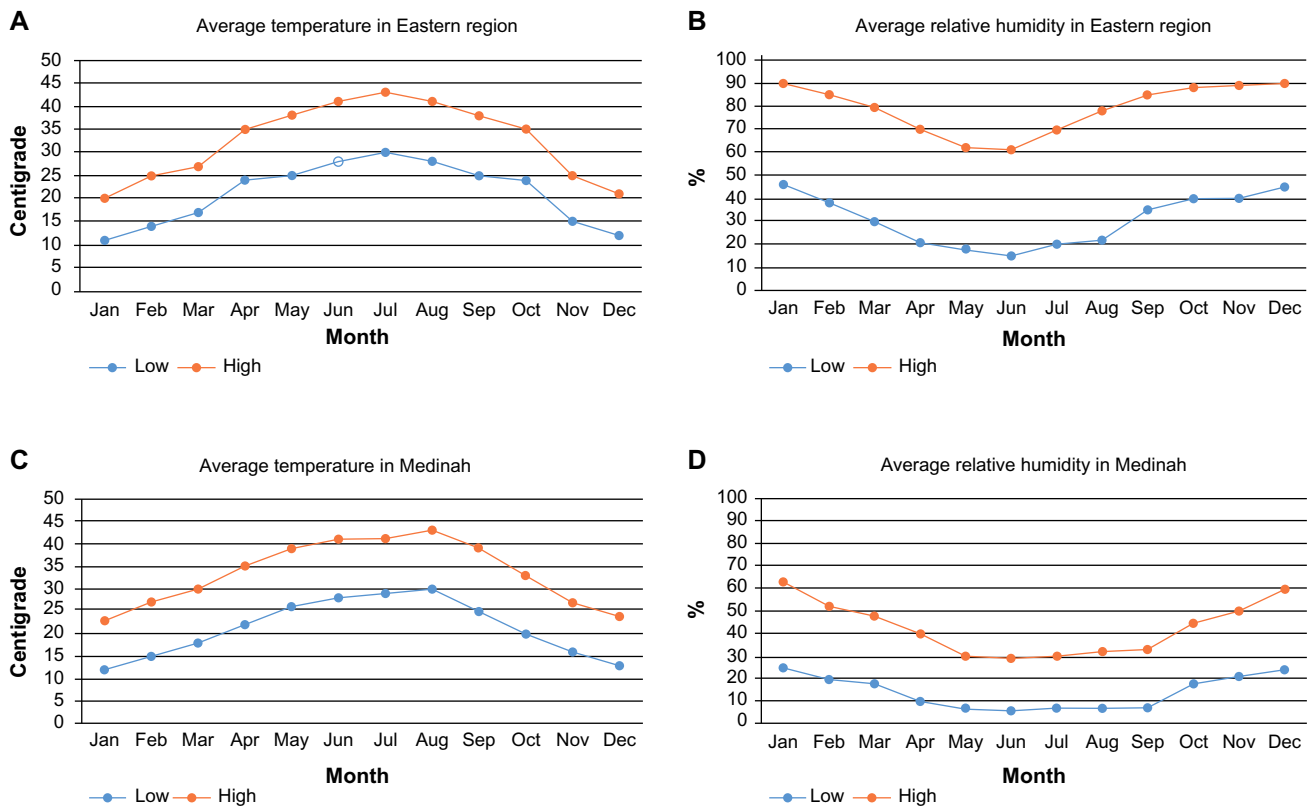 A
Average temperature in Eastern region
50
45
40
35
30
25
20
15
10
5
0
Centigrade
Jan Feb Mar Apr May Jun Jul Aug Sep Oct Nov Dec
Month
Low High
B
Average relative humidity in Eastern region
100
90
80
70
60
50
40
30
20
10
0
%
Jan Feb Mar Apr May Jun Jul Aug Sep Oct Nov Dec
Month
Low High
C
Average temperature in Medinah
50
45
40
35
30
25
20
15
10
5
0
Centigrade
Jan Feb Mar Apr May Jun Jul Aug Sep Oct Nov Dec
Month
Low High
D
Average relative humidity in Medinah
100
90
80
70
60
50
40
30
20
10
0
%
Jan Feb Mar Apr May Jun Jul Aug Sep Oct Nov Dec
Month
Low High